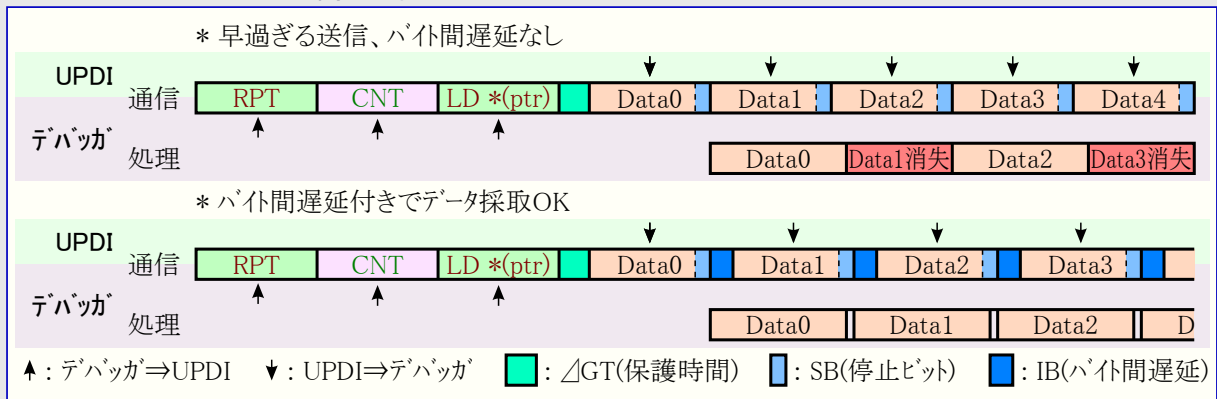 * 早過ぎる送信、バイト間遅延なし
UPDI
通信 RPT CNT LD *(ptr) Data0 Data1 Data2 Data3 Data4
デバッガ
処理 Data0 Data1消失 Data2 Data3消失
* バイト間遅延付きでデータ採取OK
UPDI
通信 RPT CNT LD *(ptr) Data0 Data1 Data2 Data3
デバッガ
処理 Data0 Data1 Data2 D
↑ : デバッガ⇒UPDI ↓ : UPDI⇒デバッガ : ⊿GT(保護時間) : SB(停止ビット) : IB(バイト間遅延)